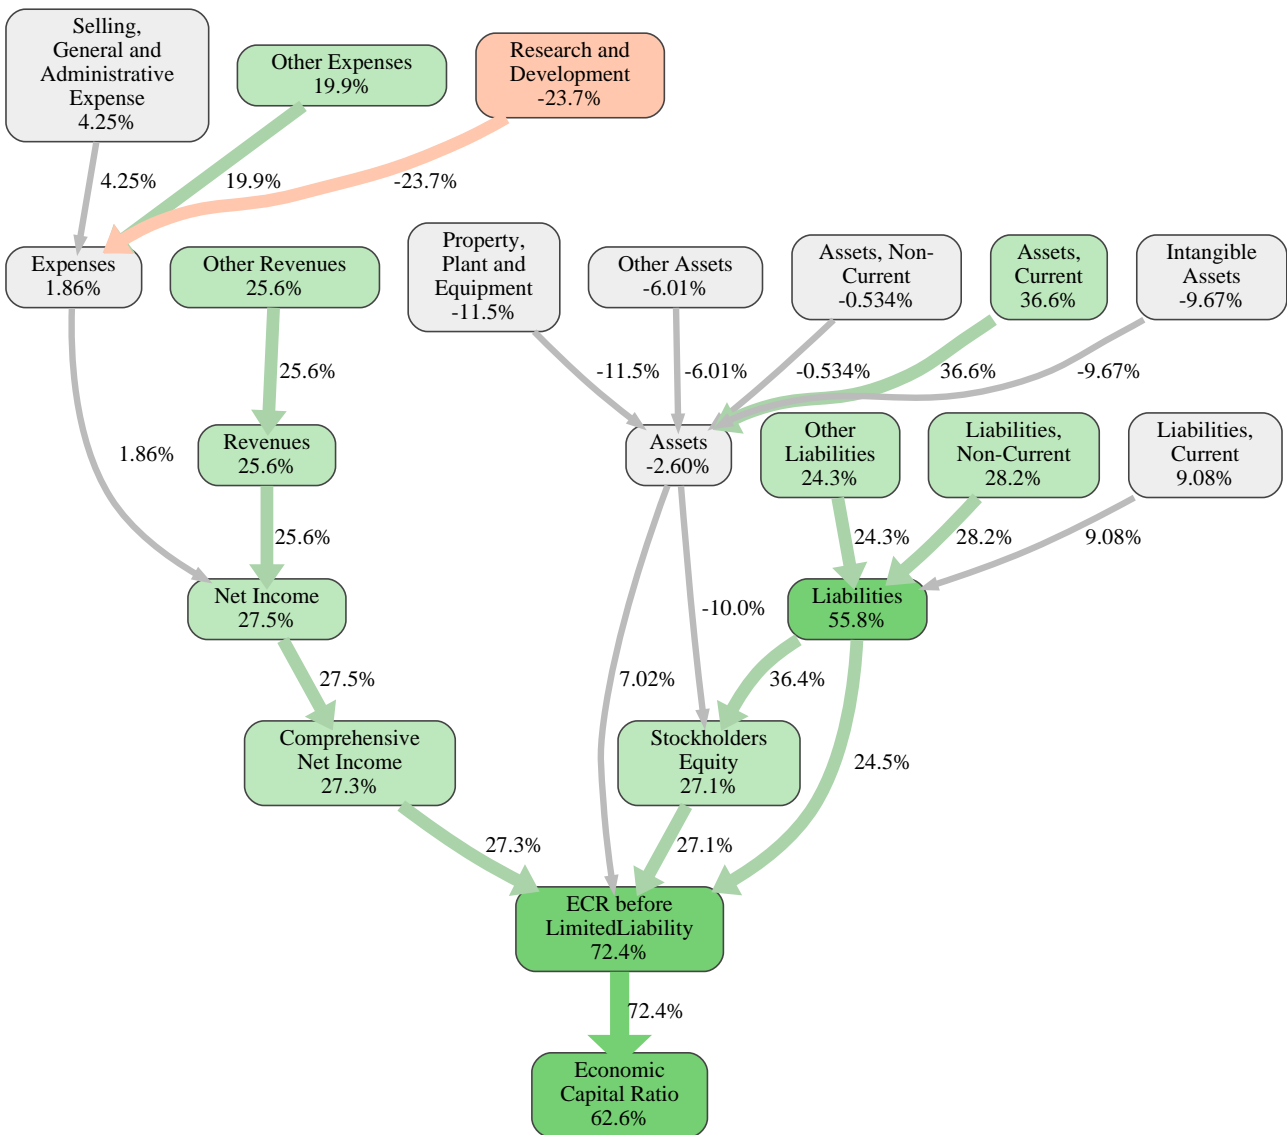 Selling,
General and
Administrative
Expense
4.25%
Other Expenses
19.9%
Research and
Development
-23.7%
4.25%
19.9%
-23.7%
Expenses
1.86%
Other Revenues
25.6%
Property,
Plant and
Equipment
-11.5%
Other Assets
-6.01%
Assets, Non-
Current
-0.534%
Assets,
Current
36.6%
Intangible
Assets
-9.67%
25.6%
-11.5%
-6.01%
-0.534%
36.6%
-9.67%
1.86%
Revenues
25.6%
Assets
-2.60%
Other
Liabilities
24.3%
Liabilities,
Non-Current
28.2%
Liabilities,
Current
9.08%
25.6%
24.3%
28.2%
9.08%
Net Income
27.5%
-10.0%
Liabilities
55.8%
27.5%
7.02%
36.4%
Comprehensive
Net Income
27.3%
Stockholders
Equity
27.1%
24.5%
27.3%
27.1%
ECR before
LimitedLiability
72.4%
72.4%
Economic
Capital Ratio
62.6%